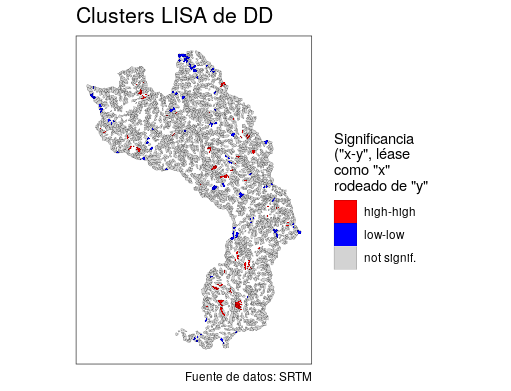 Clusters LISA de DD
Significancia
("x-y", léase
como "x"
rodeado de "y"
high-high
low-low
not signif.
Fuente de datos: SRTM